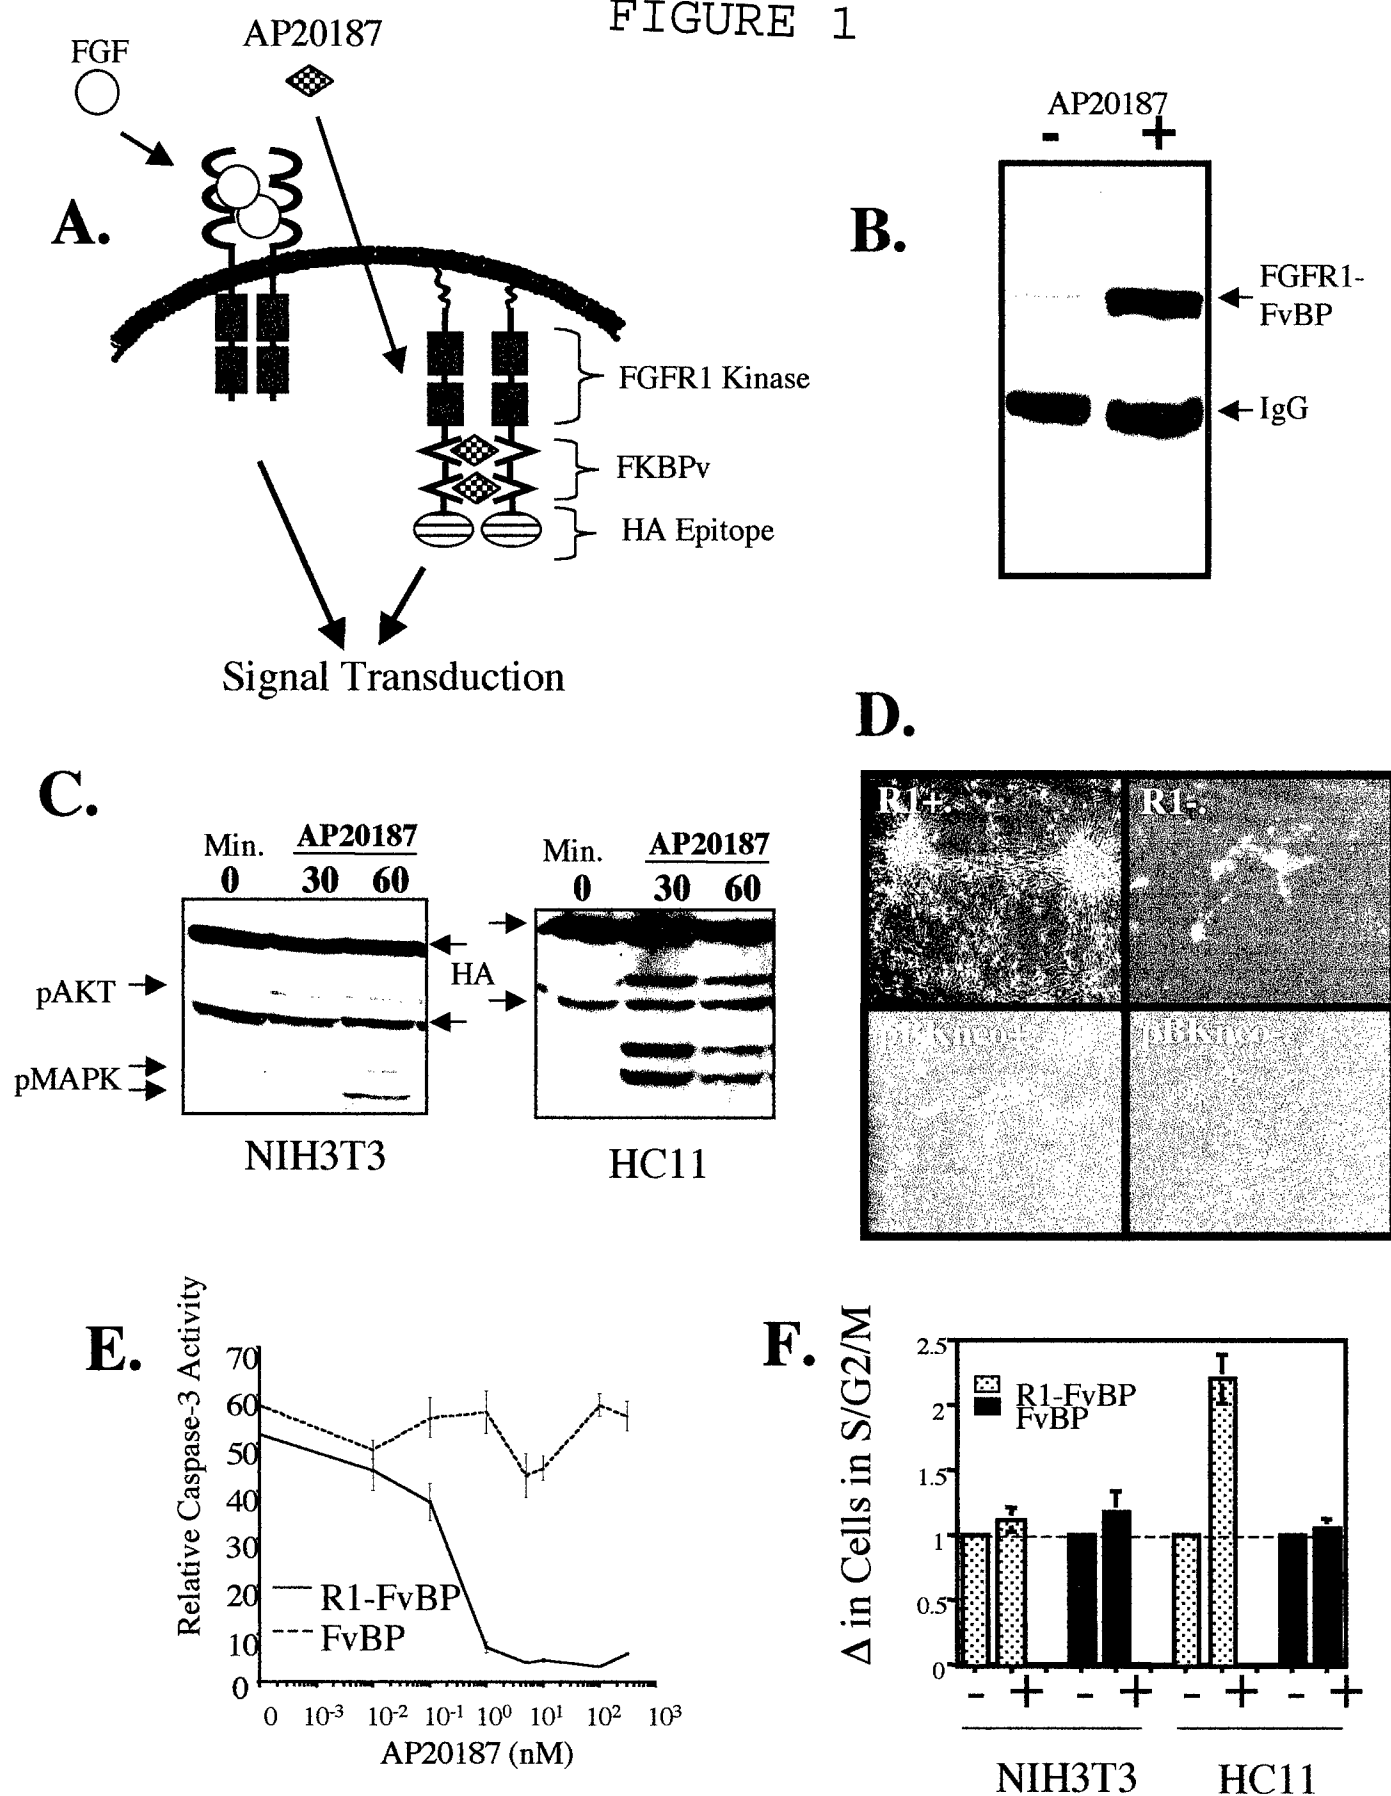 FIGURE 1
FGF
AP20187
A.
FGFR1 Kinase
FKBPv
HA Epitope
Signal Transduction
AP20187
- +
B.
FGFR1-
FvBP
IgG
C.
Min. AP20187
0 30 60
pAKT
pMAPK
HA
NIH3T3
Min. AP20187
0 30 60
HC11
D.
R1+.
R1-.
pBKneo+.
pBKneo-.
E.
Relative Caspase-3 Activity
70
60
50
40
30
20
10
0
R1-FvBP
FvBP
0 10-3 10-2 10-1 100 101 102 103
AP20187 (nM)
F.
Δ in Cells in S/G2/M
2.5
2
1.5
1
0.5
0
R1-FvBP
FvBP
- + - + - + - +
NIH3T3 HC11